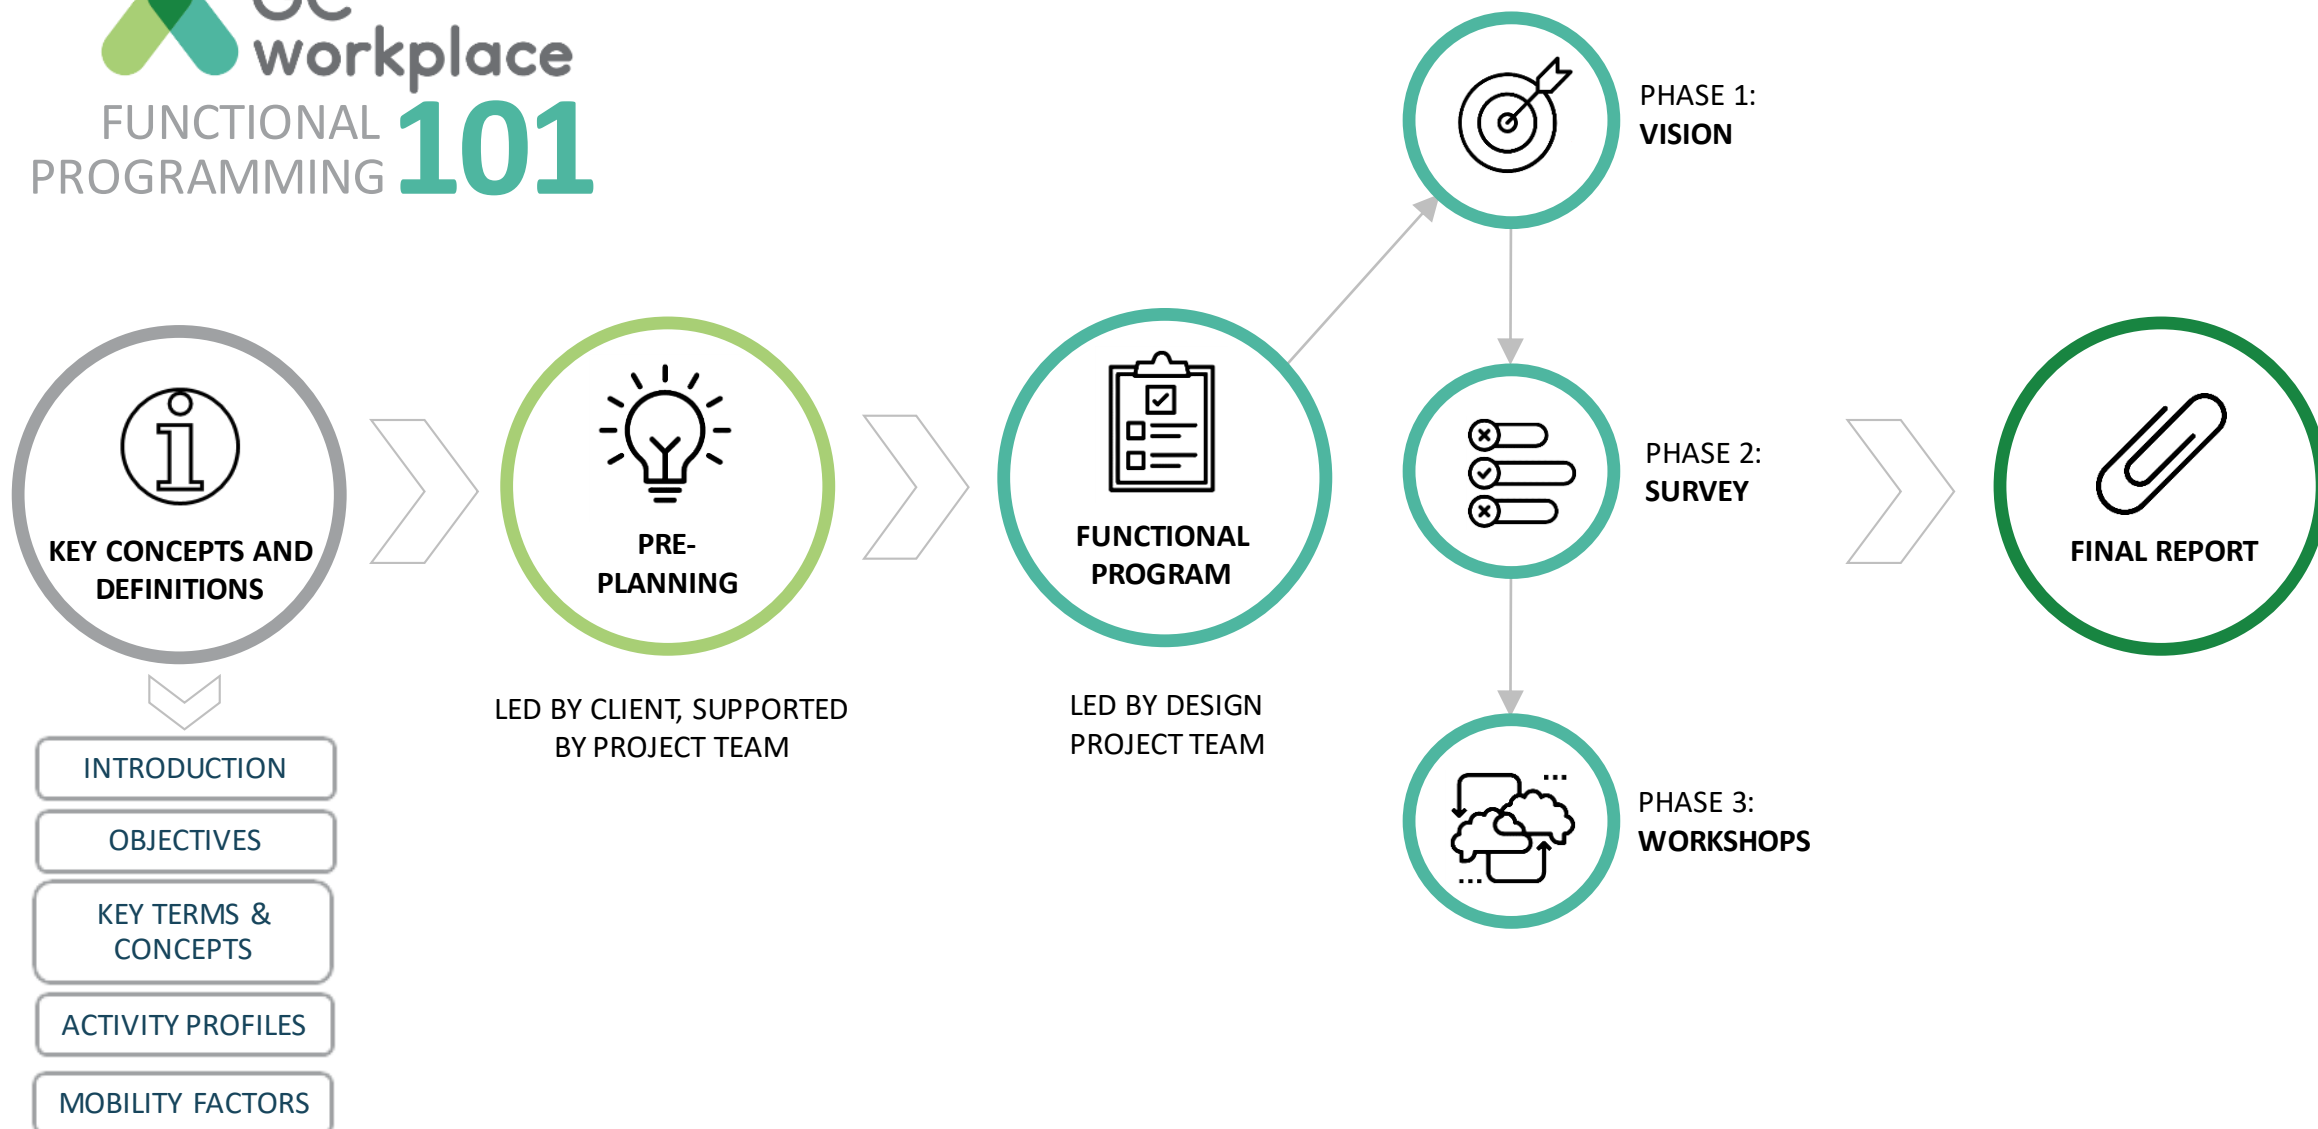 workplace
FUNCTIONAL
PROGRAMMING 101
PHASE 1:
VISION
KEY CONCEPTS AND
DEFINITIONS
PRE-
PLANNING
FUNCTIONAL
PROGRAM
PHASE 2:
SURVEY
FINAL REPORT
LED BY CLIENT, SUPPORTED
BY PROJECT TEAM
LED BY DESIGN
PROJECT TEAM
PHASE 3:
WORKSHOPS
INTRODUCTION
OBJECTIVES
KEY TERMS &
CONCEPTS
ACTIVITY PROFILES
MOBILITY FACTORS